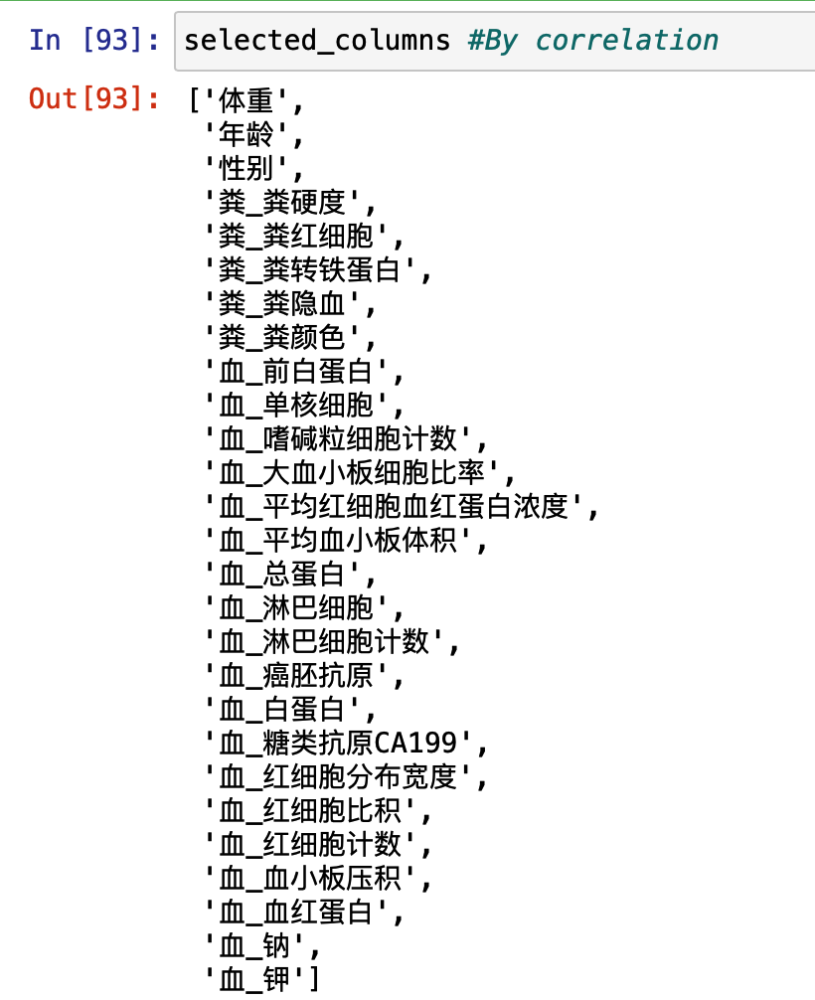 In [93]: selected_columns #By correlation
Out[93]: ['体重',
'年龄',
'性别',
'粪_粪硬度',
'粪_粪红细胞',
'粪_粪转铁蛋白',
'粪_粪隐血',
'粪_粪颜色',
'血_前白蛋白',
'血_单核细胞',
'血_嗜碱粒细胞计数',
'血_大血小板细胞比率',
'血_平均红细胞血红蛋白浓度',
'血_平均血小板体积',
'血_总蛋白',
'血_淋巴细胞',
'血_淋巴细胞计数',
'血_癌胚抗原',
'血_白蛋白',
'血_糖类抗原CA199',
'血_红细胞分布宽度',
'血_红细胞比积',
'血_红细胞计数',
'血_血小板压积',
'血_血红蛋白',
'血_钠',
'血_钾']